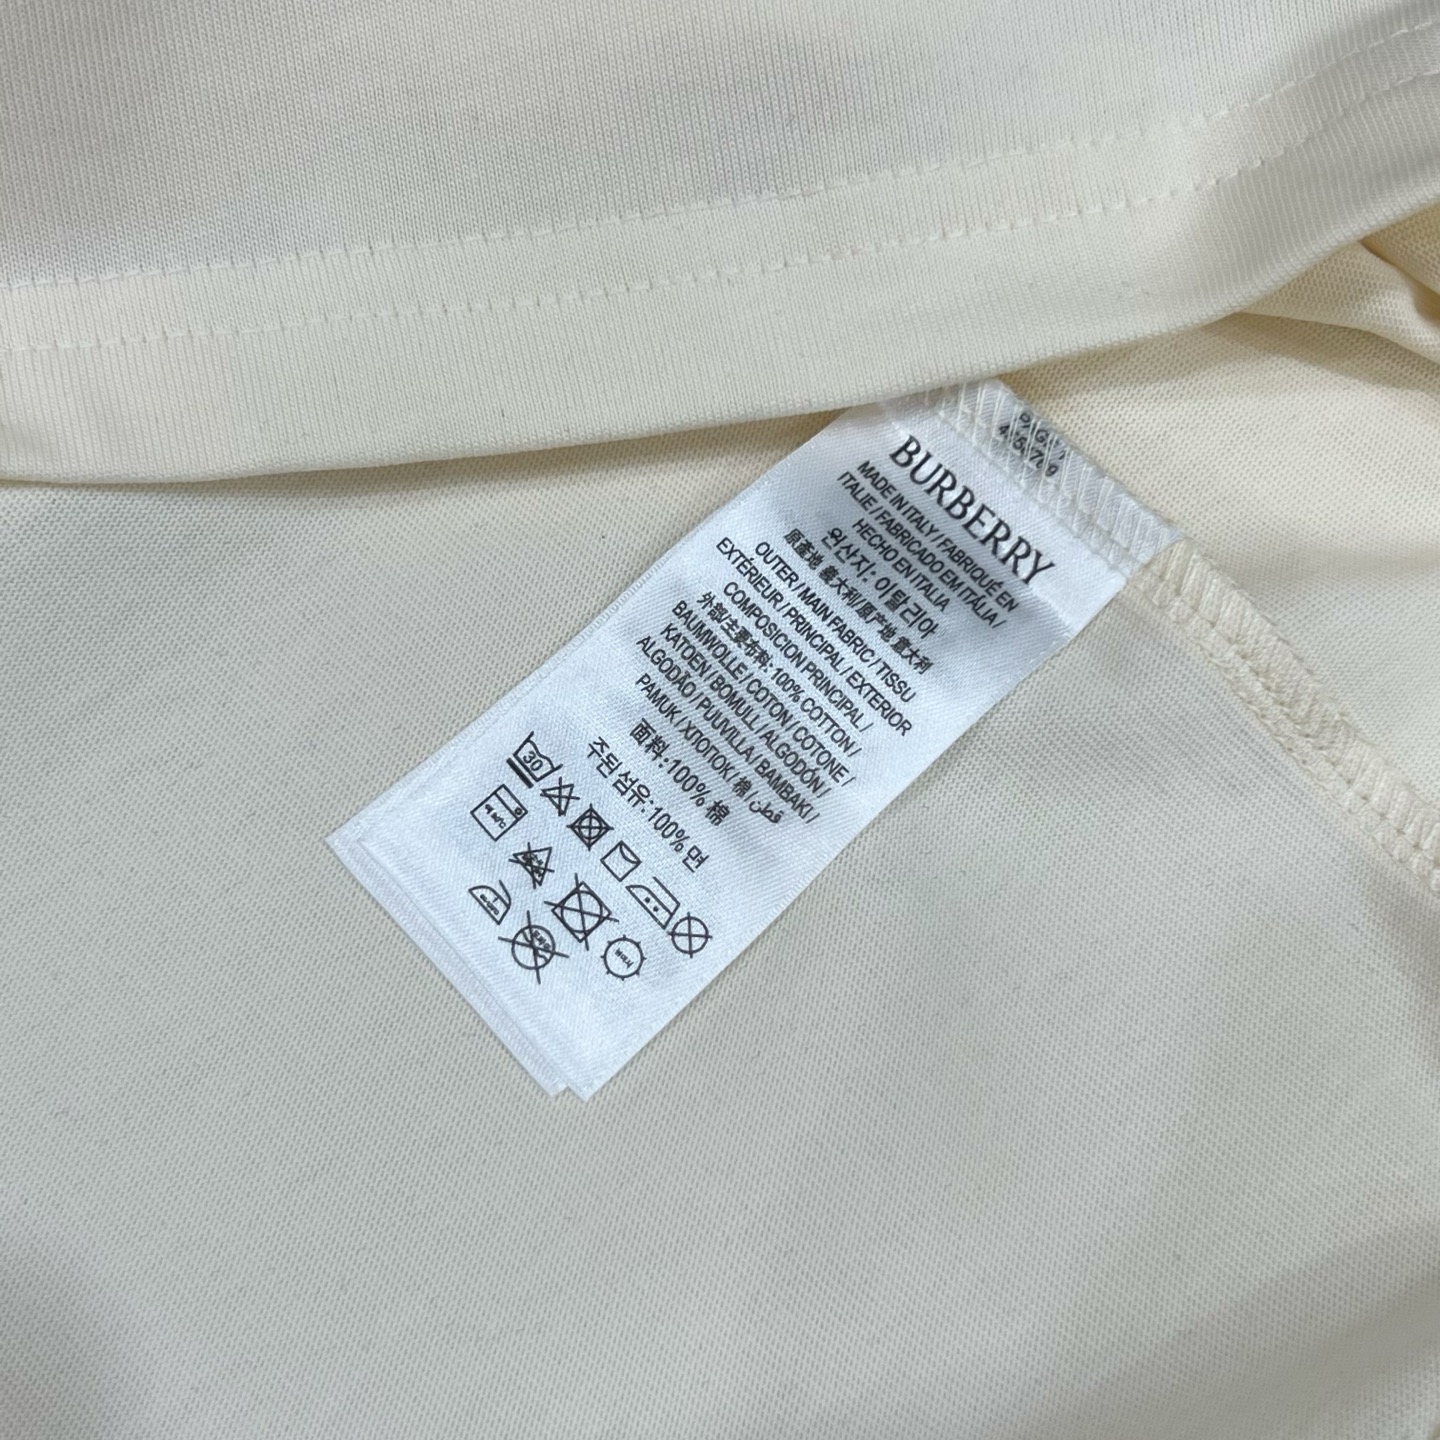 BURBERRY
MADE IN ITALY / FABRIQUÉ EN
ITALIE / FABRICADO EM ITÁLIA /
HECHO EN ITALIA
원산지: 이탈리아
原產地 意大利/原产地 意大利
OUTER / MAIN FABRIC / TISSU
EXTÉRIEUR / PRINCIPAL / EXTERIOR
COMPOSICION PRINCIPAL /
外部/主要布料: 100% COTTON /
BAUMWOLLE / COTON / COTONE /
KATOEN / BOMULL / ALGODÓN /
ALGODÃO / PUUVILLA / BAMBAKI /
PAMUK / ХЛОПОК / 棉 / قطن
面料:100% 棉
주된 섬유:100% 면
30